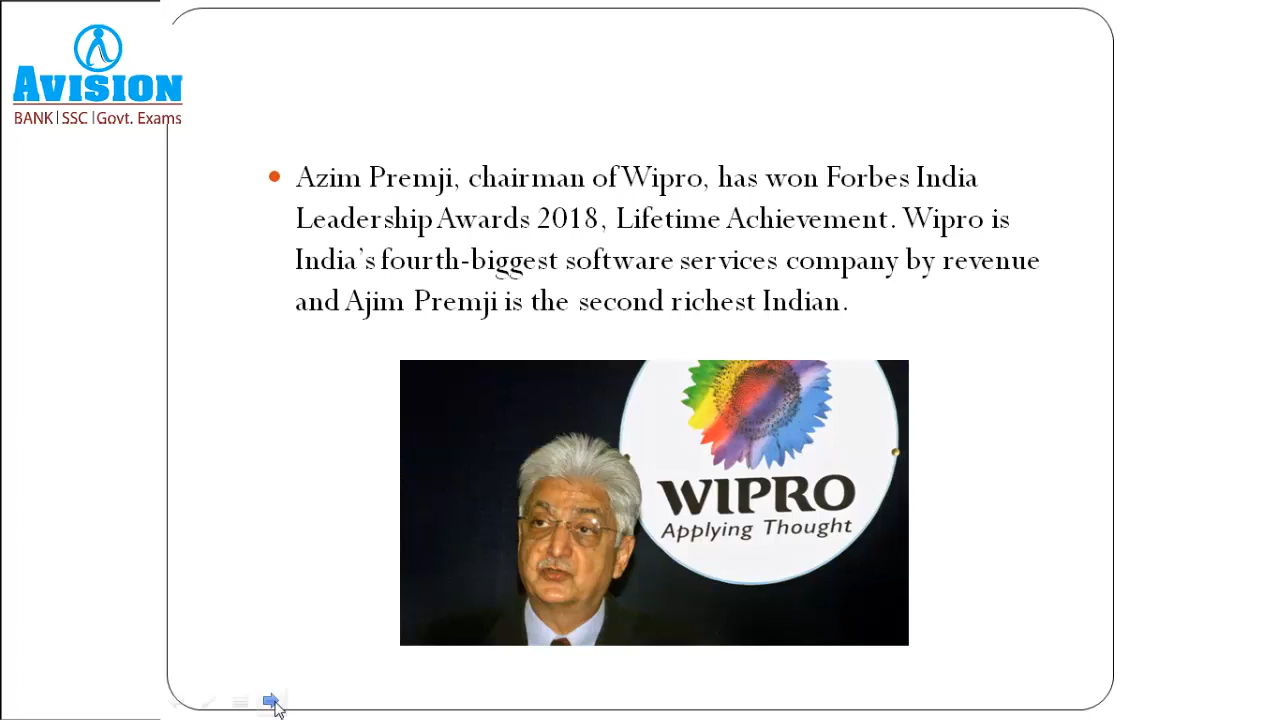 AVISION
BANK|SSC|Govt. Exams
Azim Premji, chairman of Wipro, has won Forbes India
Leadership Awards 2018, Lifetime Achievement. Wipro is
India's fourth-biggest software services company by revenue
and Ajim Premji is the second richest Indian.
WIPRO
Applying Thought